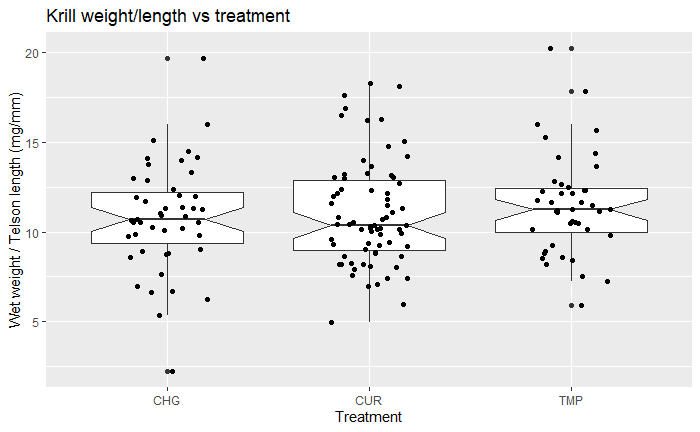 Krill weight/length vs treatment
Wet weight / Telson length (mg/mm)
20
15
10
5
CHG CUR TMP
Treatment